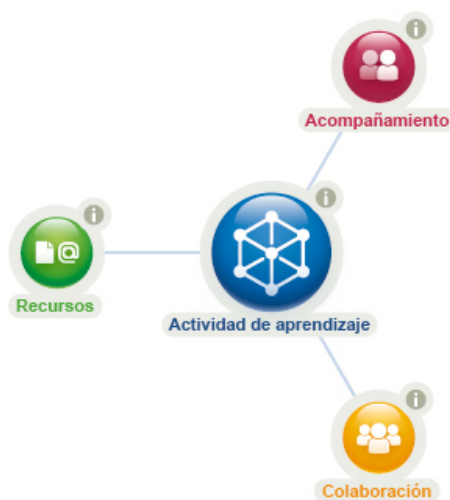 Acompañamiento
Recursos
Actividad de aprendizaje
Colaboración